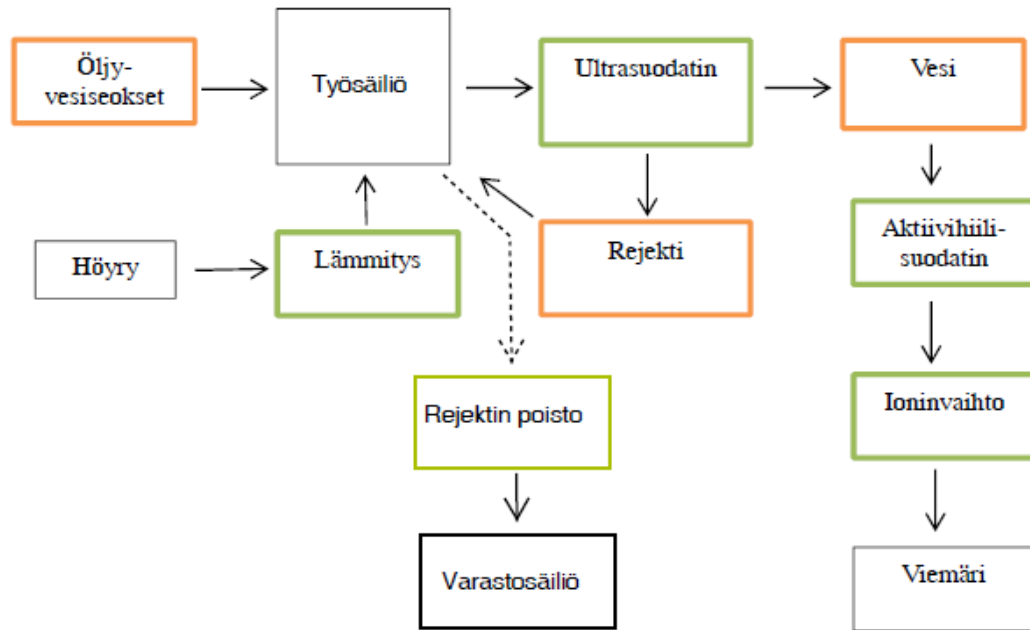 Öljy-
vesiseokset
Työsäiliö
Ultrasuodatin
Vesi
Höyry
Lämmitys
Rejekti
Aktiivihiili-
suodatin
Rejektin poisto
Ioninvaihto
Varastosäiliö
Viemäri